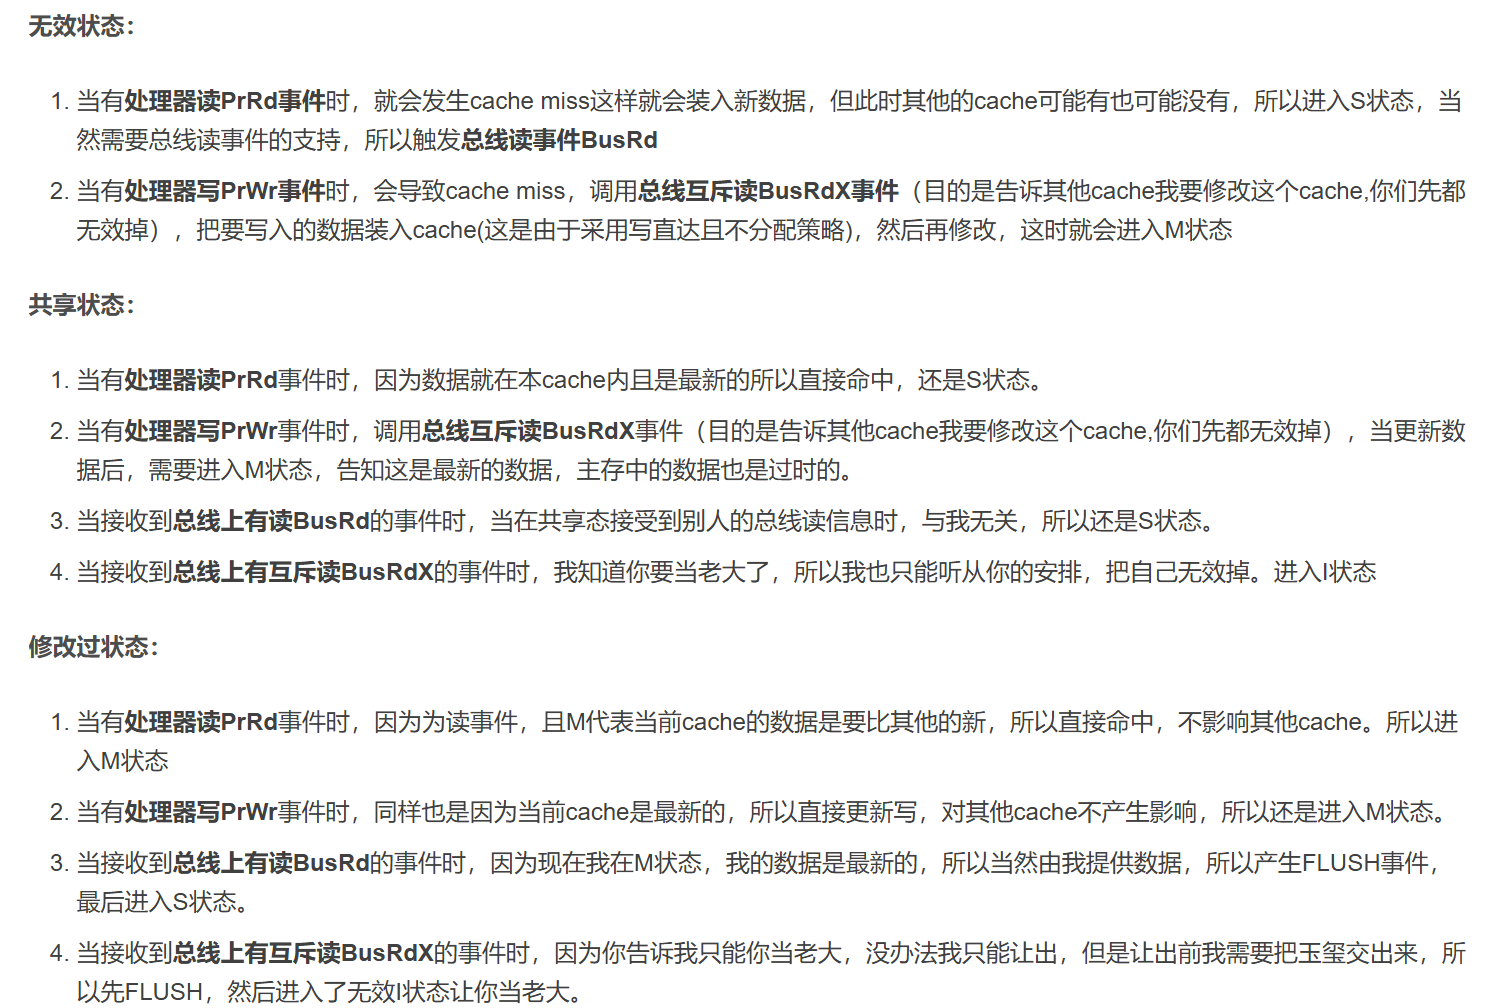 无效状态：
1. 当有处理器读PrRd事件时，就会发生cache miss这样就会装入新数据，但此时其他的cache可能有也可能没有，所以进入S状态，当
然需要总线读事件的支持，所以触发总线读事件BusRd
2. 当有处理器写PrWr事件时，会导致cache miss，调用总线互斥读BusRdX事件（目的是告诉其他cache我要修改这个cache,你们先都
无效掉），把要写入的数据装入cache(这是由于采用写直达且不分配策略)，然后再修改，这时就会进入M状态
共享状态：
1. 当有处理器读PrRd事件时，因为数据就在本cache内且是最新的所以直接命中，还是S状态。
2. 当有处理器写PrWr事件时，调用总线互斥读BusRdX事件（目的是告诉其他cache我要修改这个cache,你们先都无效掉），当更新数
据后，需要进入M状态，告知这是最新的数据，主存中的数据也是过时的。
3. 当接收到总线上有读BusRd的事件时，当在共享态接受到别人的总线读信息时，与我无关，所以还是S状态。
4. 当接收到总线上有互斥读BusRdX的事件时，我知道你要当老大了，所以我也只能听从你的安排，把自己无效掉。进入I状态
修改过状态：
1. 当有处理器读PrRd事件时，因为为读事件，且M代表当前cache的数据是要比其他的新，所以直接命中，不影响其他cache。所以进
入M状态
2. 当有处理器写PrWr事件时，同样也是因为当前cache是最新的，所以直接更新写，对其他cache不产生影响，所以还是进入M状态。
3. 当接收到总线上有读BusRd的事件时，因为现在我在M状态，我的数据是最新的，所以当然由我提供数据，所以产生FLUSH事件，
最后进入S状态。
4. 当接收到总线上有互斥读BusRdX的事件时，因为你告诉我只能你当老大，没办法我只能让出，但是让出前我需要把玉玺交出来，所
以先FLUSH，然后进入了无效I状态让你当老大。